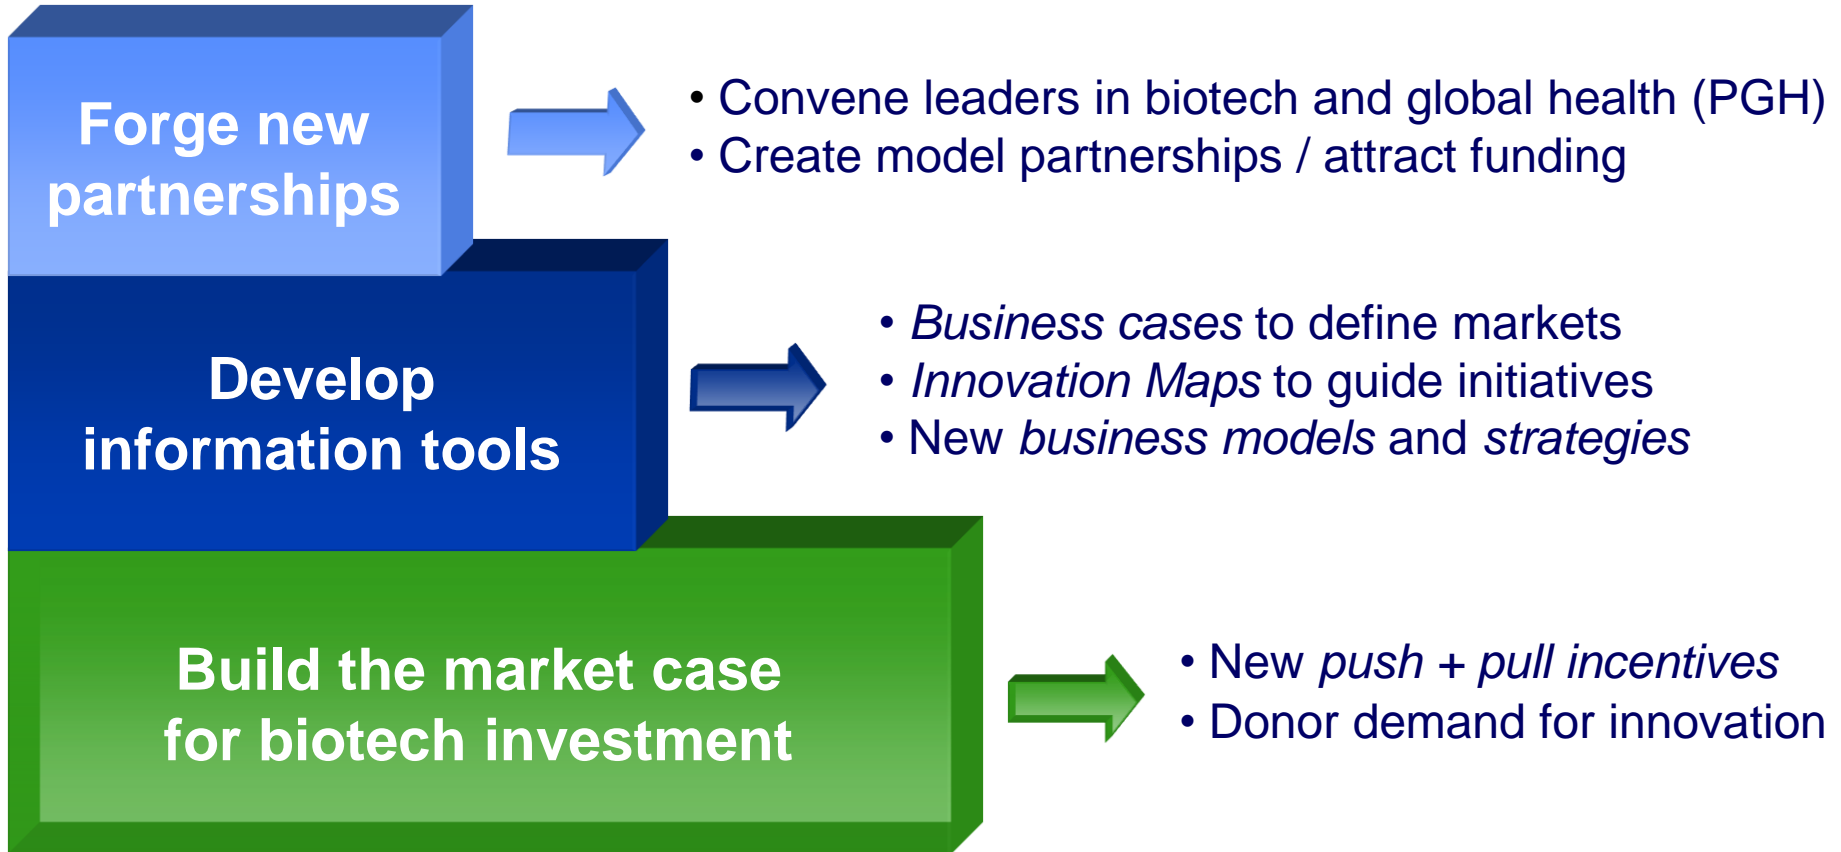 Forge new
partnerships
• Convene leaders in biotech and global health (PGH)
• Create model partnerships / attract funding
Develop
information tools
• Business cases to define markets
• Innovation Maps to guide initiatives
• New business models and strategies
Build the market case
for biotech investment
• New push + pull incentives
• Donor demand for innovation